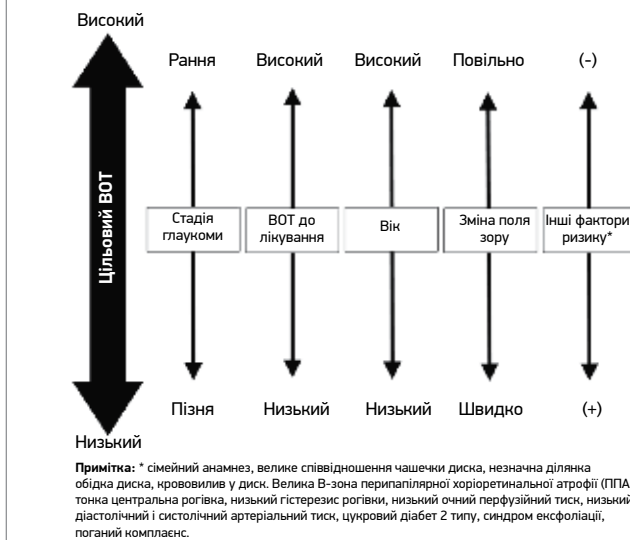 Високий
Рання Високий Високий Повільно (-)
Цільовий ВОТ
Стадія глаукоми
ВОТ до лікування
Вік
Зміна поля зору
Інші фактори ризику*
Пізня Низький Низький Швидко (+)
Низький
Примітка: * сімейний анамнез, велике співвідношення чашечки диска, незначна ділянка
обідка диска, крововилив у диск. Велика В-зона перипапілярної хоріоретинальної атрофії (ППА
тонка центральна рогівка, низький гістерезис рогівки, низький очний перфузійний тиск, низький
діастолічний і систолічний артеріальний тиск, цукровий діабет 2 типу, синдром ексфоліації,
поганий комплаєнс.